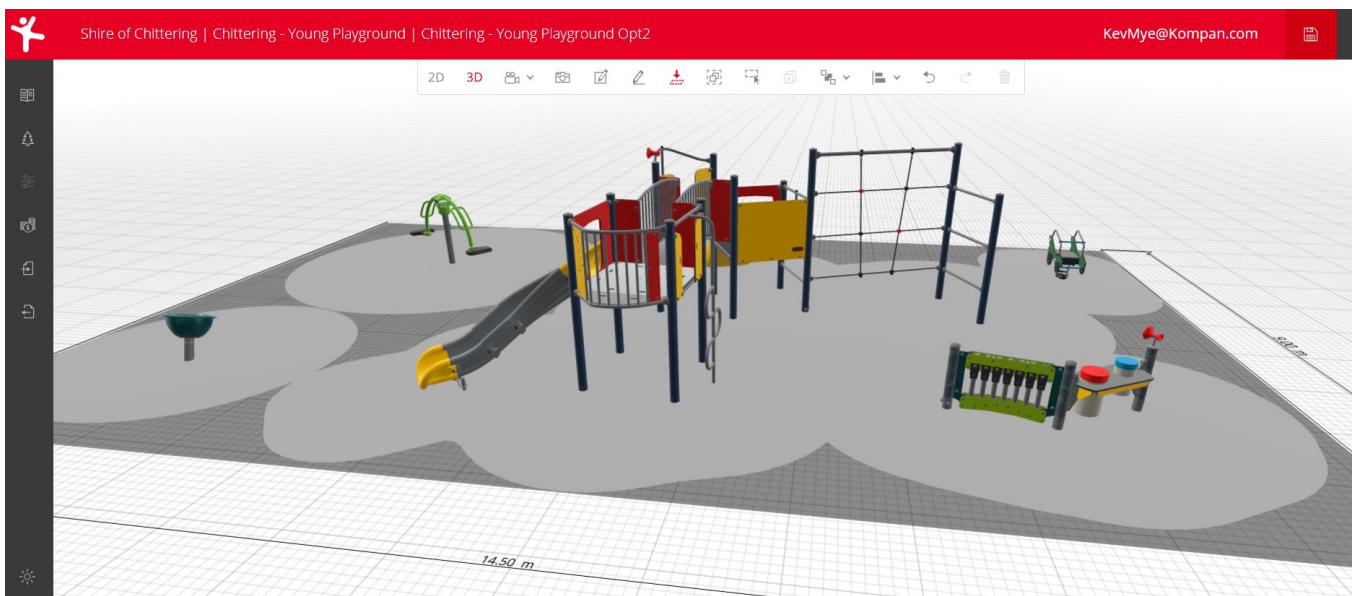 Shire of Chittering | Chittering - Young Playground | Chittering - Young Playground Opt2
KevMye@Kompan.com
2D 3D
14.50 m